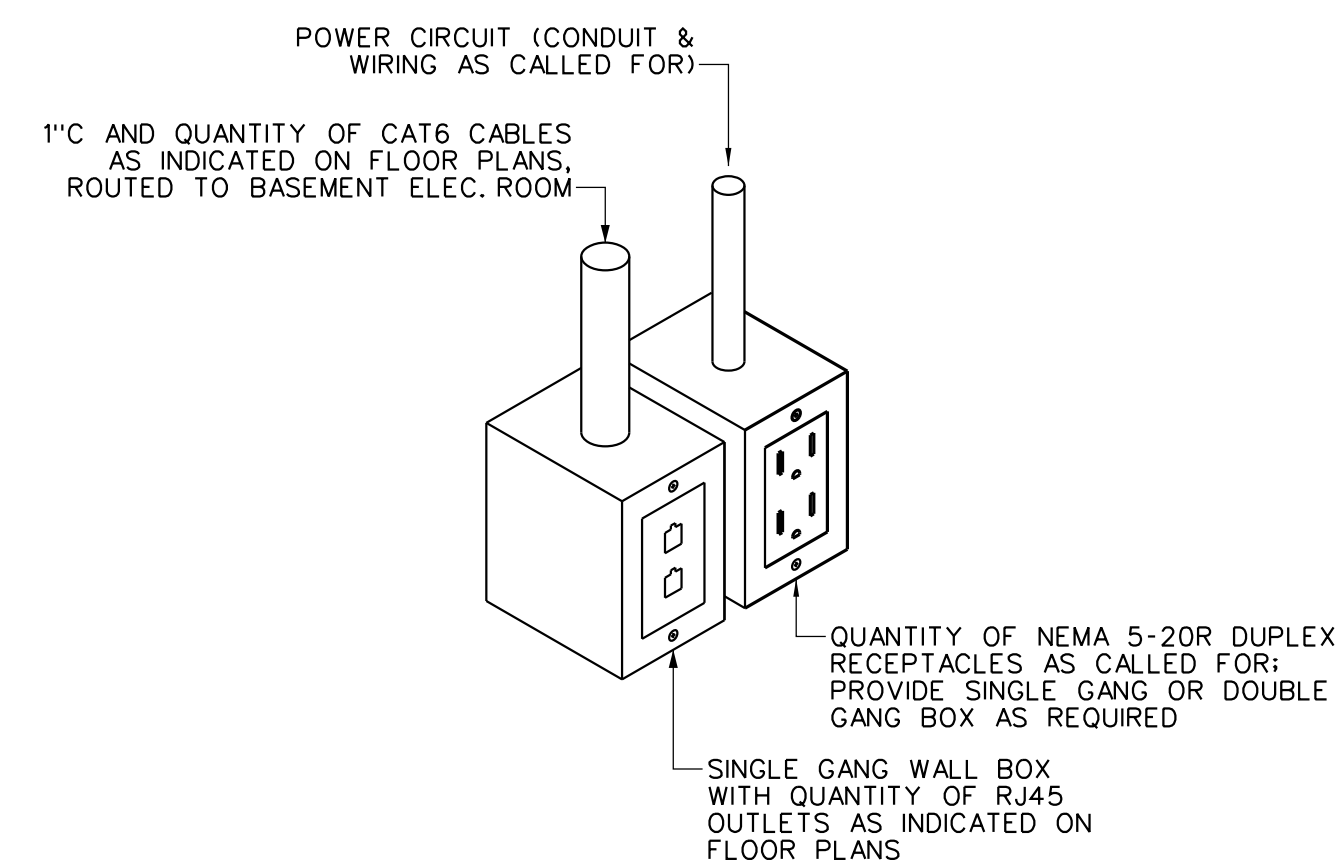 POWER CIRCUIT (CONDUIT &
WIRING AS CALLED FOR)
1"C AND QUANTITY OF CAT6 CABLES
AS INDICATED ON FLOOR PLANS,
ROUTED TO BASEMENT ELEC. ROOM
QUANTITY OF NEMA 5-20R DUPLEX
RECEPTACLES AS CALLED FOR;
PROVIDE SINGLE GANG OR DOUBLE
GANG BOX AS REQUIRED
SINGLE GANG WALL BOX
WITH QUANTITY OF RJ45
OUTLETS AS INDICATED ON
FLOOR PLANS